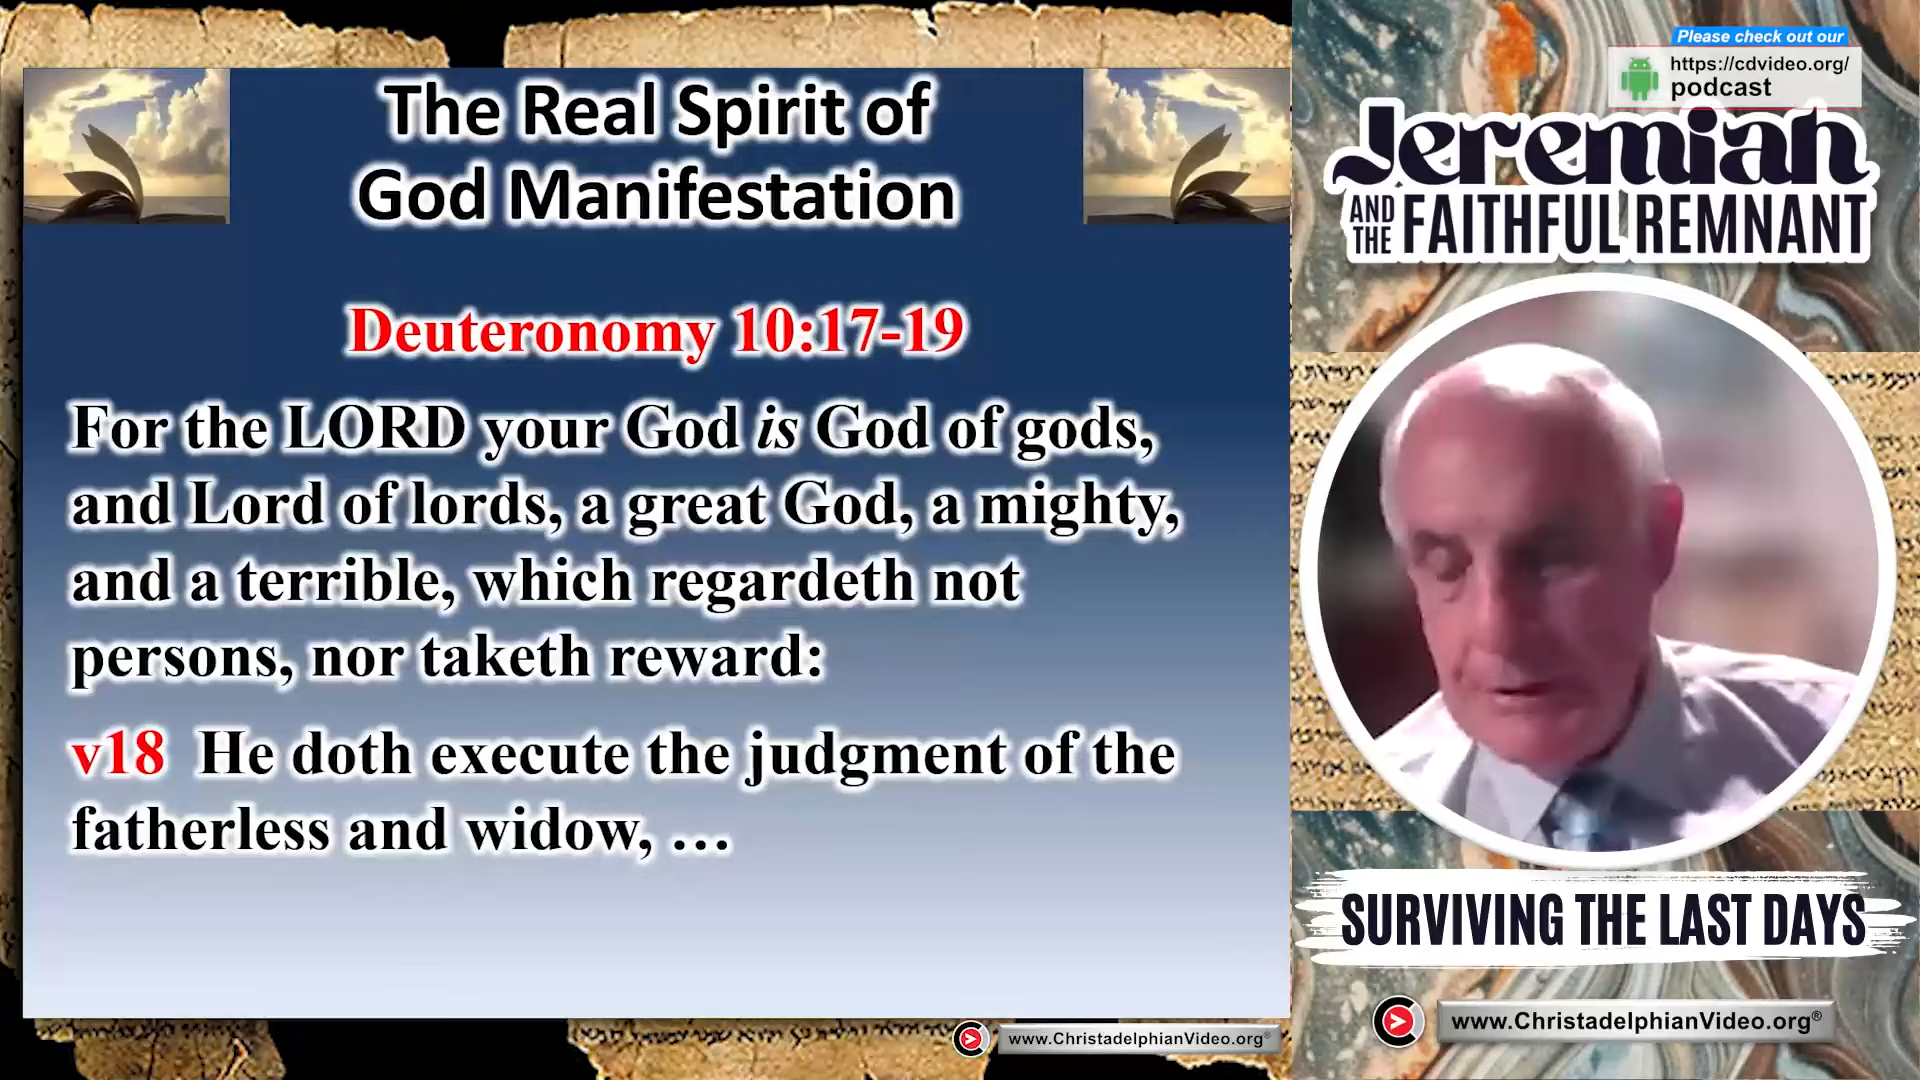 The Real Spirit of
God Manifestation
Deuteronomy 10:17-19
For the LORD your God is God of gods,
and Lord of lords, a great God, a mighty,
and a terrible, which regardeth not
persons, nor taketh reward:
v18 He doth execute the judgment of the
fatherless and widow, …
www.ChristadelphianVideo.org®
Please check out our
https://cdvideo.org/
podcast
Jeremiah
AND THE FAITHFUL REMNANT
SURVIVING THE LAST DAYS
www.ChristadelphianVideo.org®